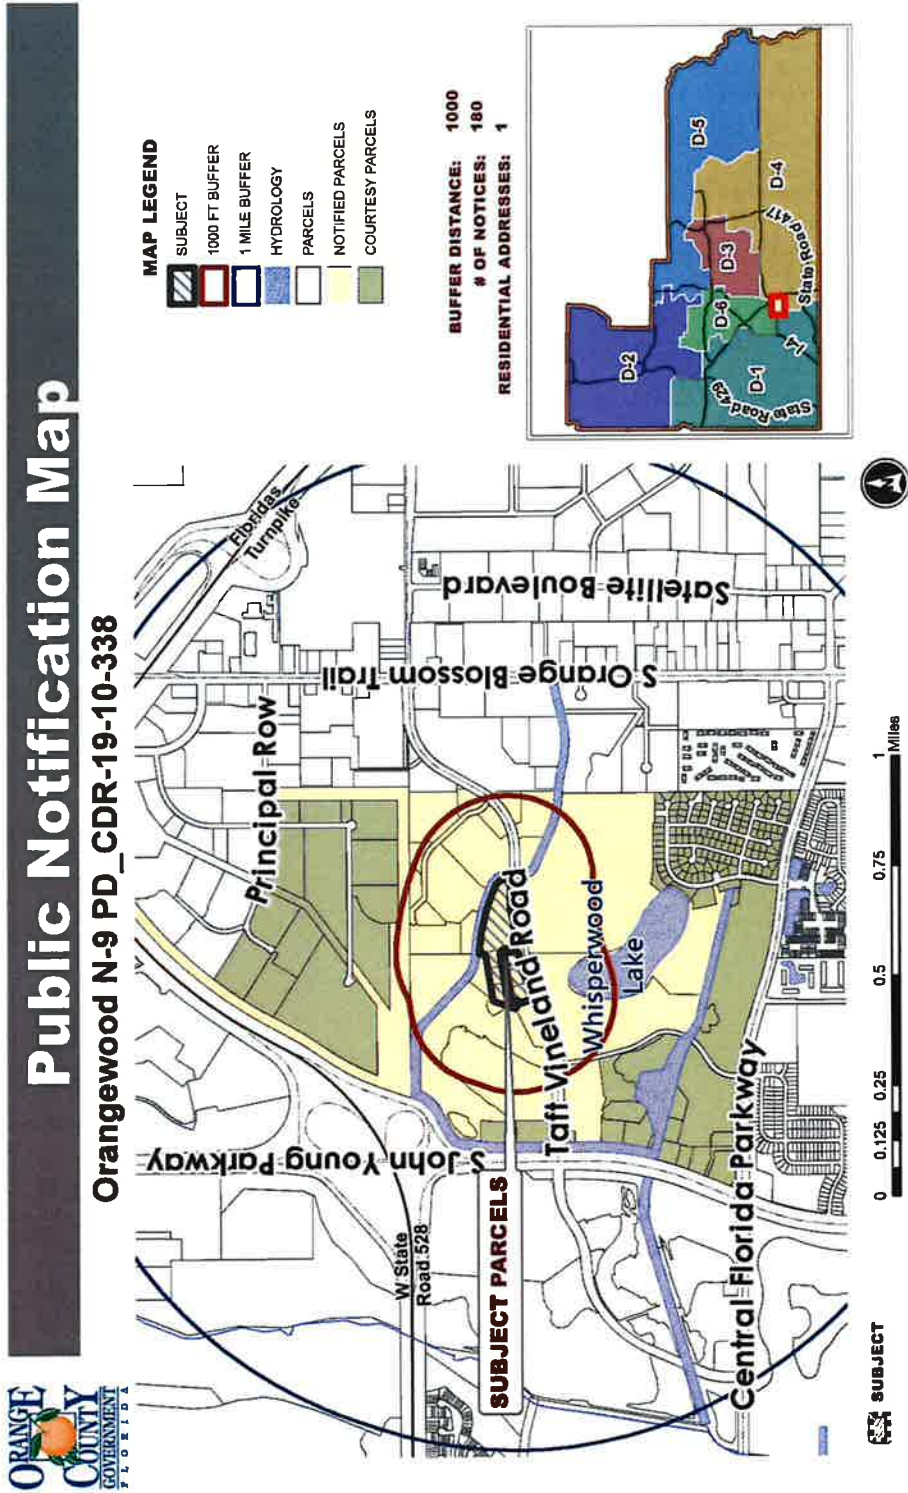 ORANGE
COUNTY
GOVERNMENT
FLORIDA
Public Notification Map
Orangewood N-9 PD_CDR-19-10-338
Floridas
Turnpike
Principal Row
S John Young Parkway
W State
Road 528
S Orange Blossom Trail
Satellite Boulevard
SUBJECT PARCELS
Taft Vineland Road
Whisperwood
Lake
Central Florida Parkway
MAP LEGEND
SUBJECT
1000 FT BUFFER
1 MILE BUFFER
HYDROLOGY
PARCELS
NOTIFIED PARCELS
COURTESY PARCELS
BUFFER DISTANCE: 1000
# OF NOTICES: 180
RESIDENTIAL ADDRESSES: 1
D-2
D-5
D-6
D-3
D-4
D-1
State Road 429
I-4
State Road 417
SUBJECT
0 0.125 0.25 0.5 0.75 1
Miles
N